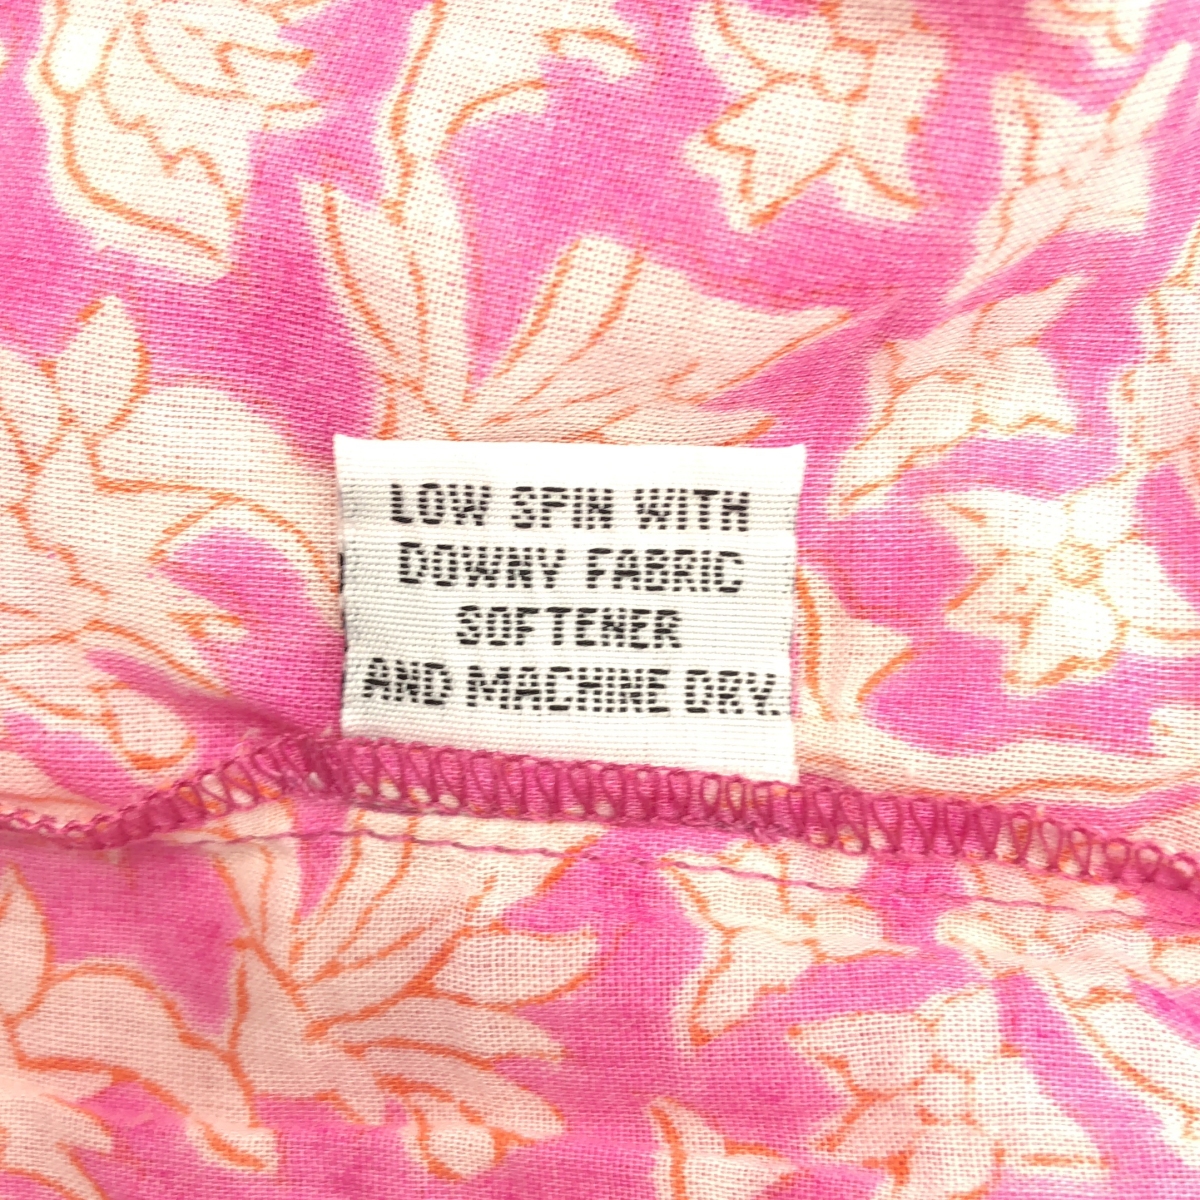 LOW SPIN WITH
DOWNY FABRIC
SOFTENER
AND MACHINE DRY.